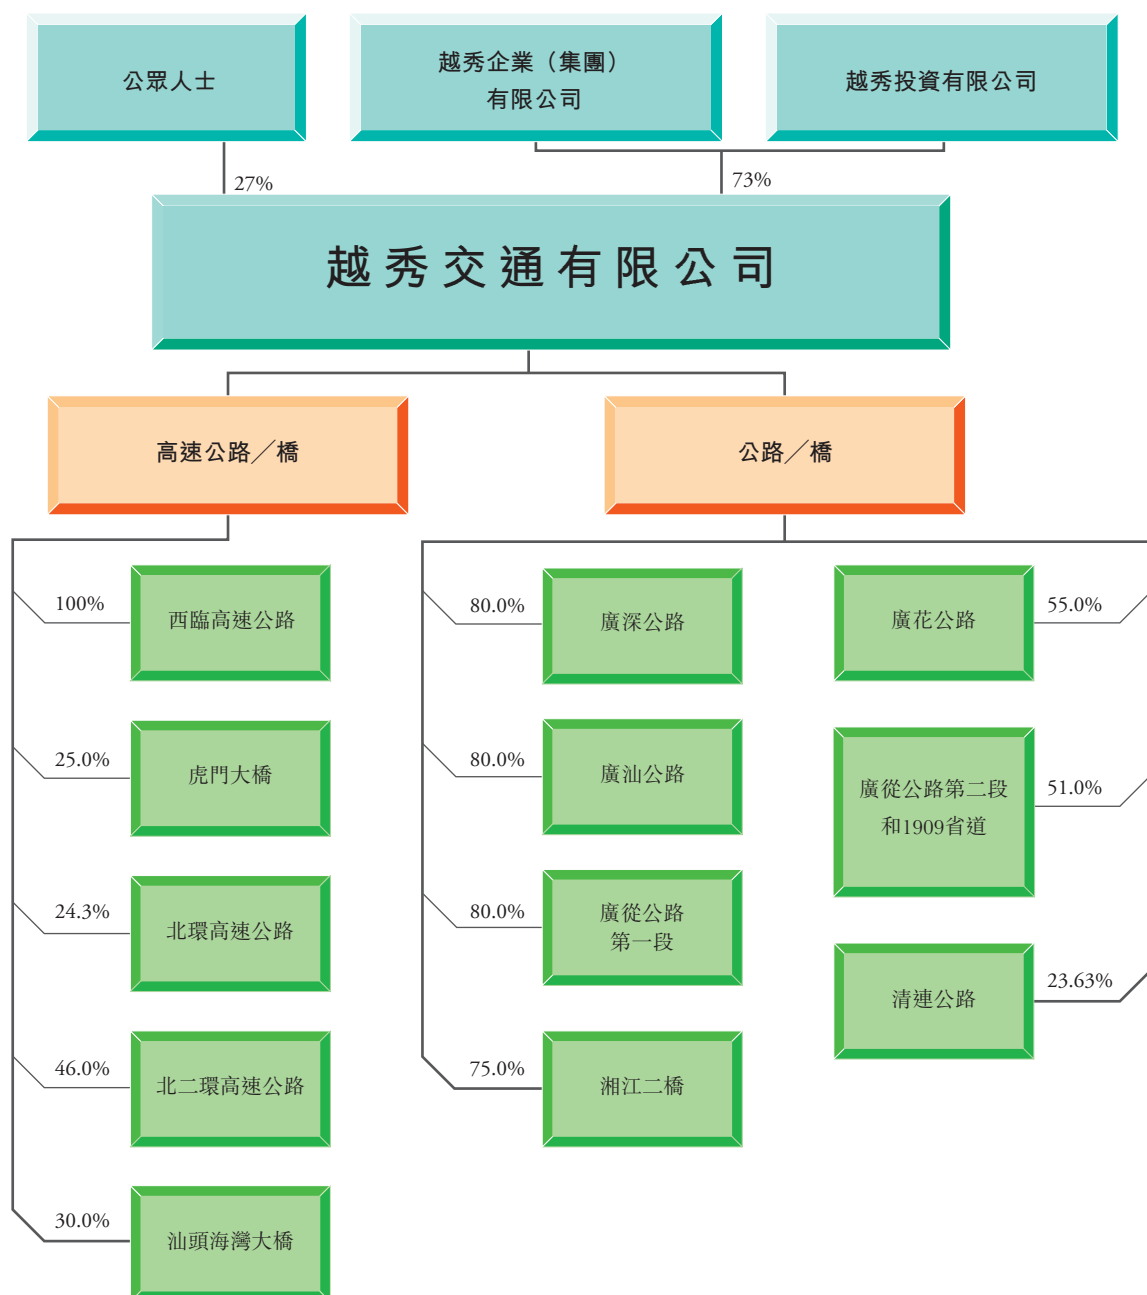 公眾人士
越秀企業（集團）
有限公司
越秀投資有限公司
27%
73%
越秀交通有限公司
高速公路／橋
公路／橋
100%
西臨高速公路
25.0%
虎門大橋
24.3%
北環高速公路
46.0%
北二環高速公路
30.0%
汕頭海灣大橋
80.0%
廣深公路
80.0%
廣汕公路
80.0%
廣從公路
第一段
75.0%
湘江二橋
廣花公路
55.0%
廣從公路第二段
和1909省道
51.0%
清連公路
23.63%